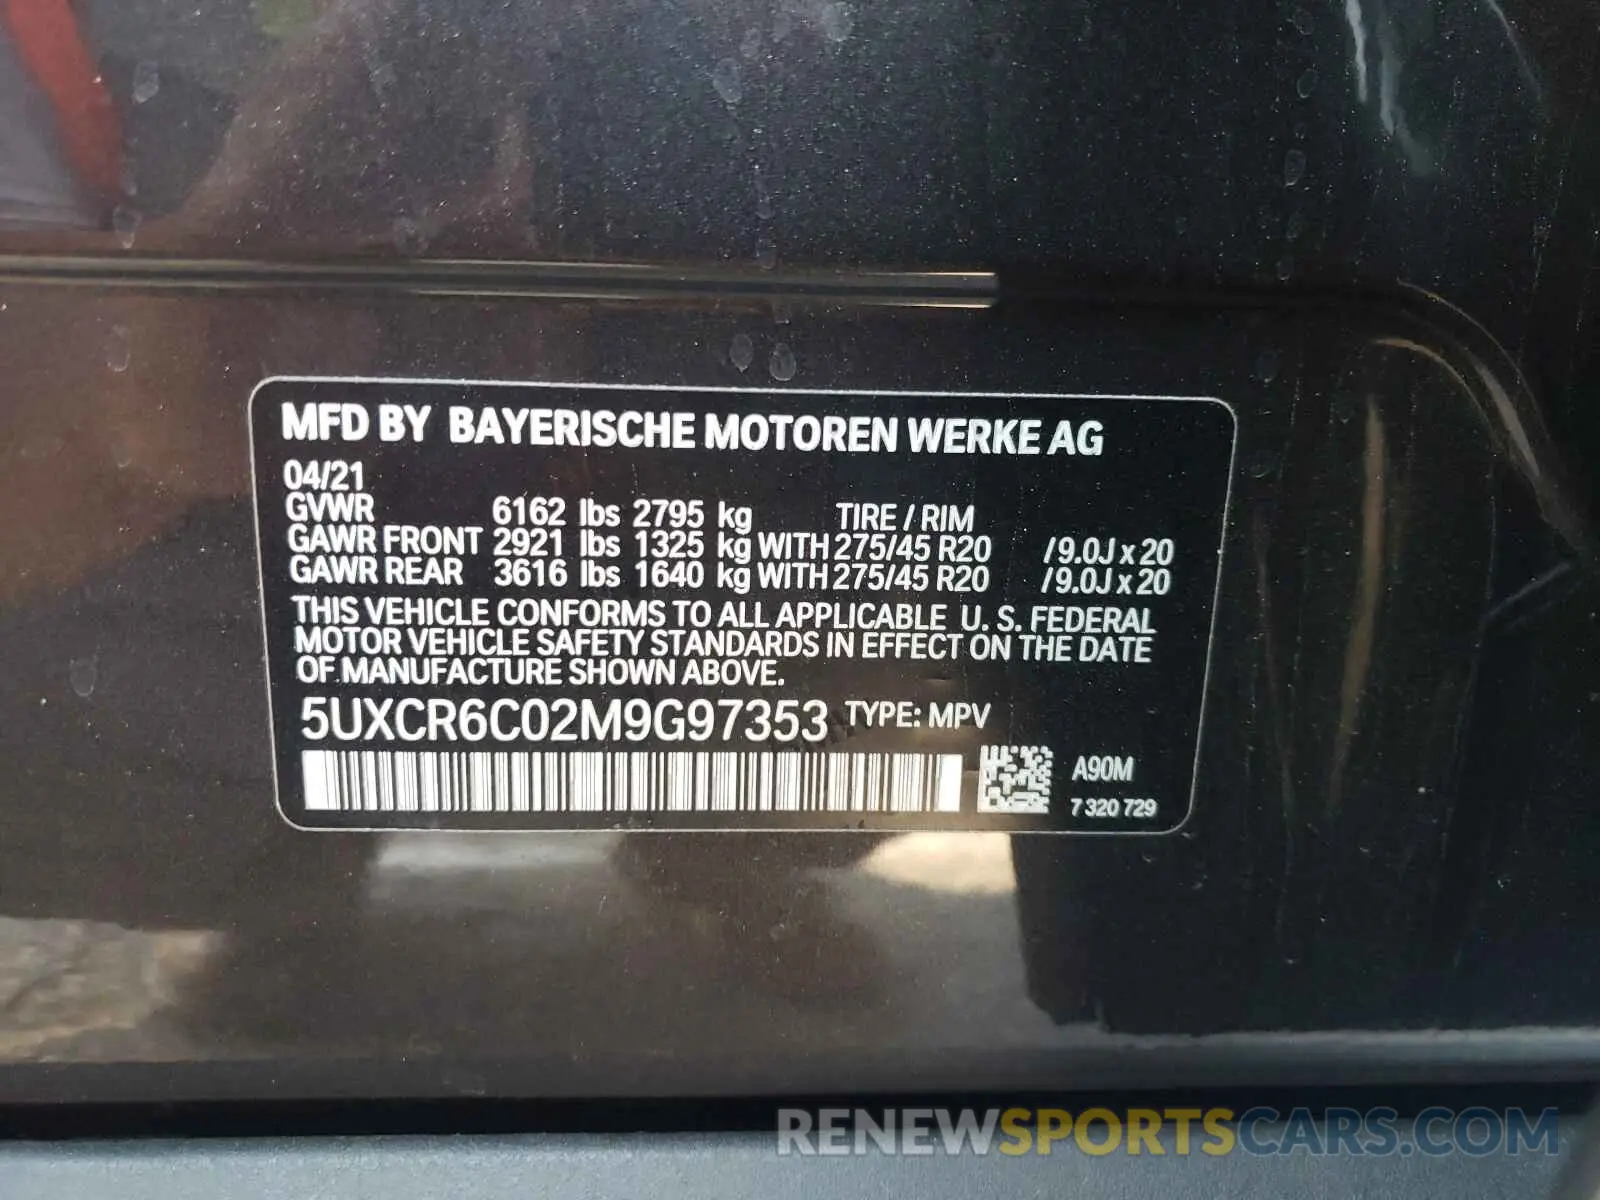 MFD BY BAYERISCHE MOTOREN WERKE AG
04/21
GVWR 6162 lbs 2795 kg TIRE / RIM
GAWR FRONT 2921 lbs 1325 kg WITH 275/45 R20 /9.0J x 20
GAWR REAR 3616 lbs 1640 kg WITH 275/45 R20 /9.0J x 20
THIS VEHICLE CONFORMS TO ALL APPLICABLE U. S. FEDERAL
MOTOR VEHICLE SAFETY STANDARDS IN EFFECT ON THE DATE
OF MANUFACTURE SHOWN ABOVE.
5UXCR6C02M9G97353 TYPE: MPV
A90M
7 320 729
RENEWSPORTSCARS.COM